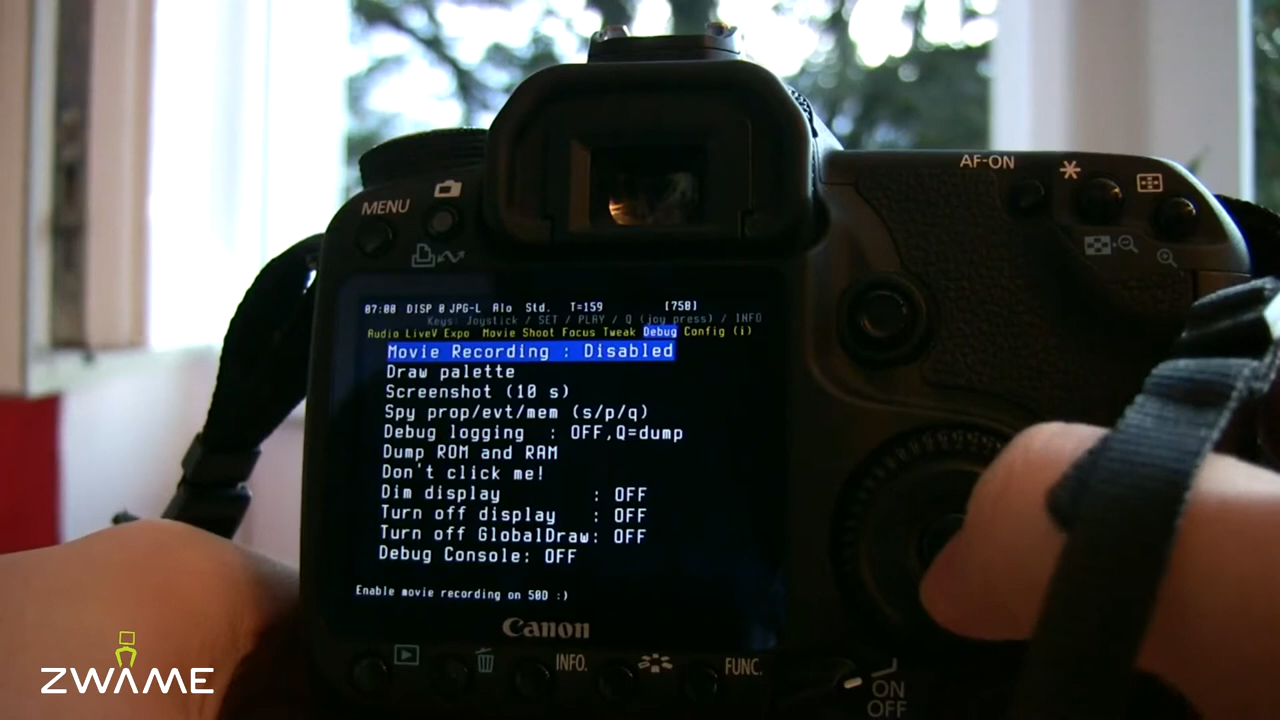 AF-ON
MENU
07:08 DISP 0 JPG-L Alo Std. T=159 [75B]
Keys: Joystick / SET / PLAY / Q (joy press) / INFO
Audio LiveV Expo Movie Shoot Focus Tweak Debug Config (i)
Movie Recording : Disabled
Draw palette
Screenshot (10 s)
Spy prop/evt/mem (s/p/q)
Debug logging : OFF,Q=dump
Dump ROM and RAM
Don't click me!
Dim display : OFF
Turn off display : OFF
Turn off GlobalDraw: OFF
Debug Console: OFF
Enable movie recording on 50D :)
Canon
INFO. FUNC.
ON
OFF
ZWAME